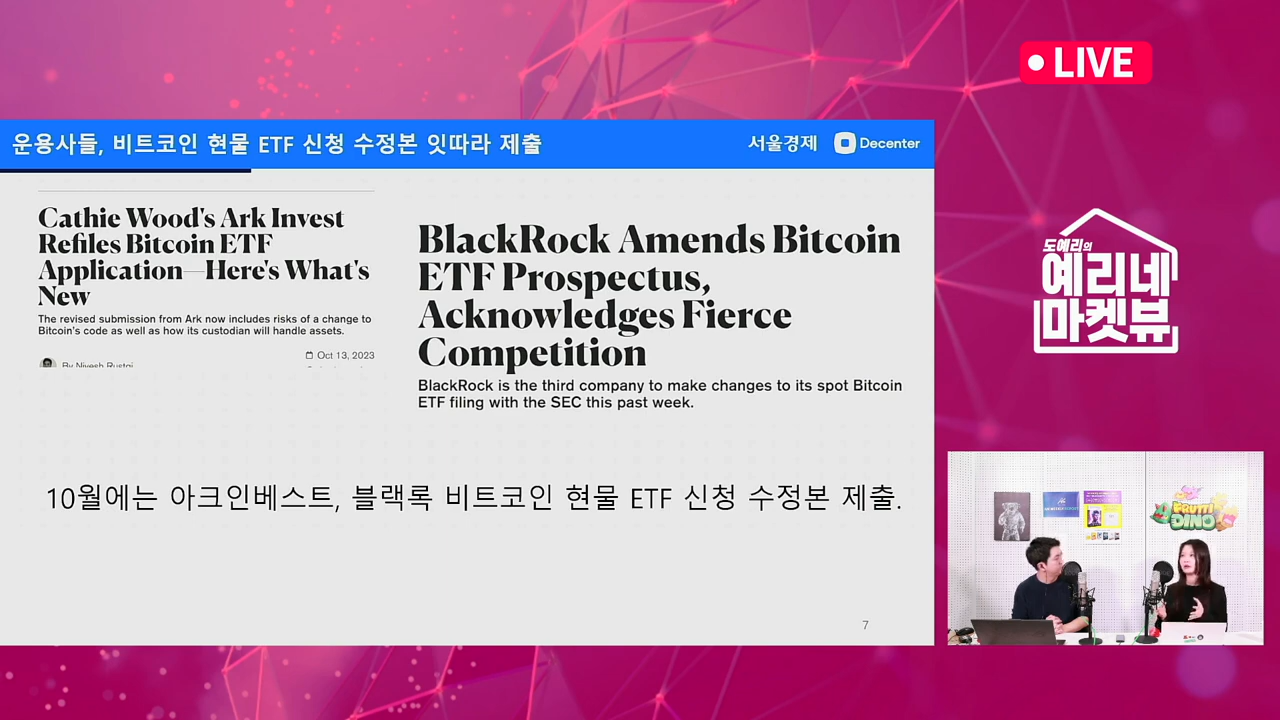 LIVE
운용사들, 비트코인 현물 ETF 신청 수정본 잇따라 제출
서울경제
Decenter
Cathie Wood's Ark Invest
Refiles Bitcoin ETF
Application—Here's What's
New
The revised submission from Ark now includes risks of a change to
Bitcoin's code as well as how its custodian will handle assets.
By Nivesh Rustgi
Oct 13, 2023
BlackRock Amends Bitcoin
ETF Prospectus,
Acknowledges Fierce
Competition
BlackRock is the third company to make changes to its spot Bitcoin
ETF filing with the SEC this past week.
10월에는 아크인베스트, 블랙록 비트코인 현물 ETF 신청 수정본 제출.
7
도예리의
예리네
마켓뷰
FRUTTI
DINO